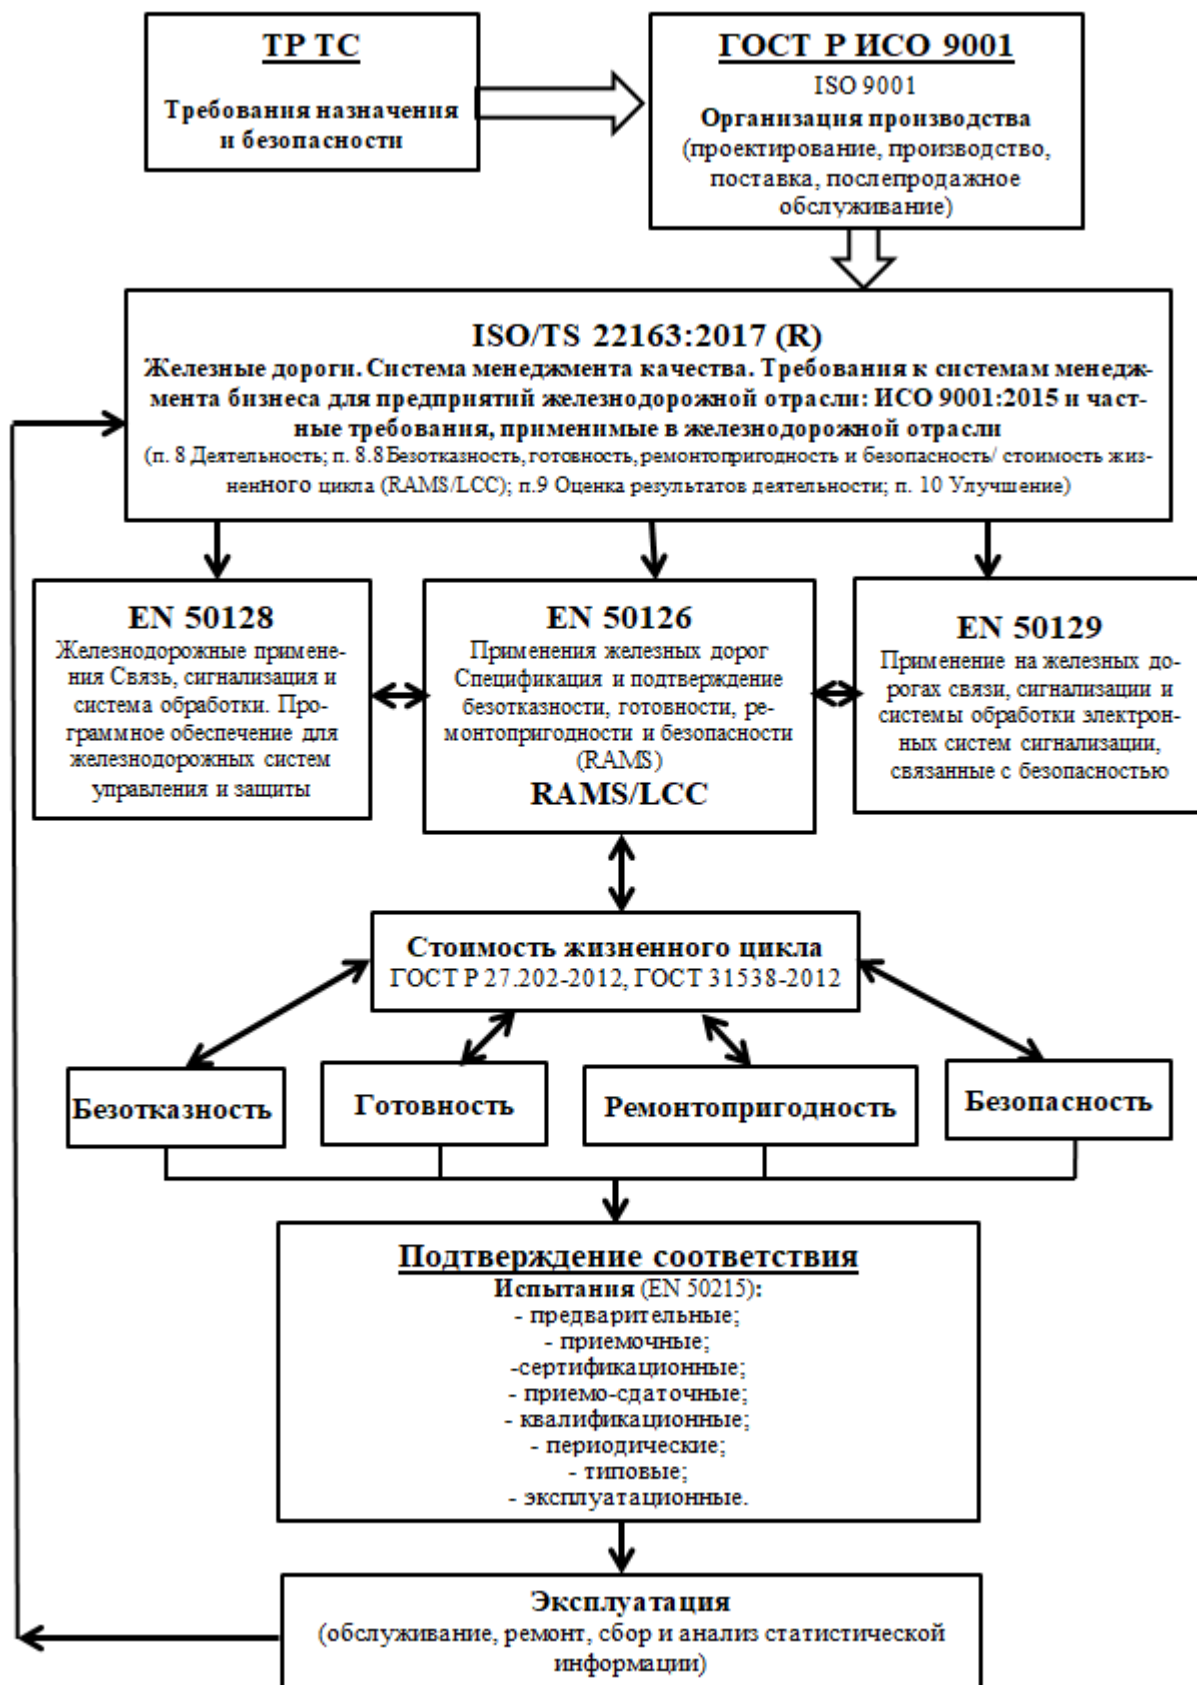 ТР ТС
Требования назначения
и безопасности
ГОСТ Р ИСО 9001
ISO 9001
Организация производства
(проектирование, производство,
поставка, послепродажное
обслуживание)
ISO/TS 22163:2017 (R)
Железные дороги. Система менеджмента качества. Требования к системам менедж-
мента бизнеса для предприятий железнодорожной отрасли: ИСО 9001:2015 и част-
ные требования, применимые в железнодорожной отрасли
(п. 8 Деятельность; п. 8.8 Безотказность, готовность, ремонтопригодность и безопасность/ стоимость жиз-
ненного цикла (RAMS/LCC); п.9 Оценка результатов деятельности; п. 10 Улучшение)
EN 50128
Железнодорожные примене-
ния Связь, сигнализация и
система обработки. Про-
граммное обеспечение для
железнодорожных систем
управления и защиты
EN 50126
Применения железных дорог
Спецификация и подтверждение
безотказности, готовности, ре-
монтопригодности и безопасности
(RAMS)
RAMS/LCC
EN 50129
Применение на железных до-
рогах связи, сигнализации и
системы обработки электрон-
ных систем сигнализации,
связанные с безопасностью
Стоимость жизненного цикла
ГОСТ Р 27.202-2012, ГОСТ 31538-2012
Безотказность
Готовность
Ремонтопригодность
Безопасность
Подтверждение соответствия
Испытания (EN 50215):
- предварительные;
- приемочные;
-сертификационные;
- приемо-сдаточные;
- квалификационные;
- периодические;
- типовые;
- эксплуатационные.
Эксплуатация
(обслуживание, ремонт, сбор и анализ статистической
информации)